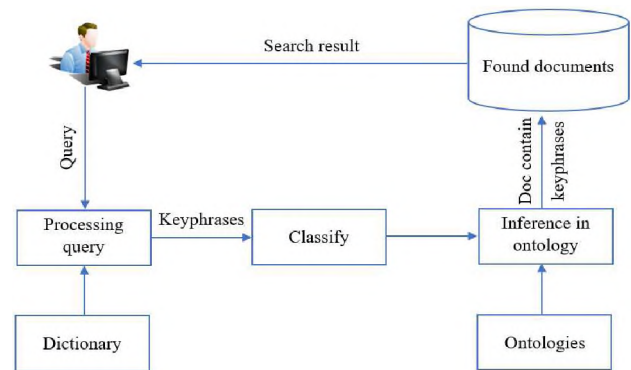 Search result
Found documents
Query
Doc contain
keyphrases
Processing
query
Keyphrases
Classify
Inference in
ontology
Dictionary
Ontologies